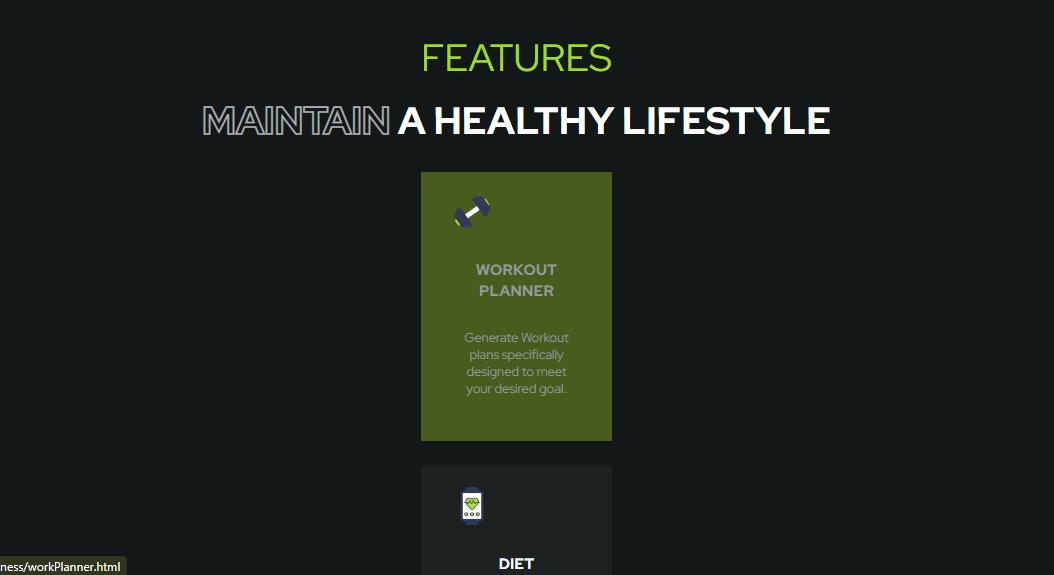 FEATURES
MAINTAIN A HEALTHY LIFESTYLE
WORKOUT
PLANNER
Generate Workout
plans specifically
designed to meet
your desired goal.
DIET
ness/workPlanner.html